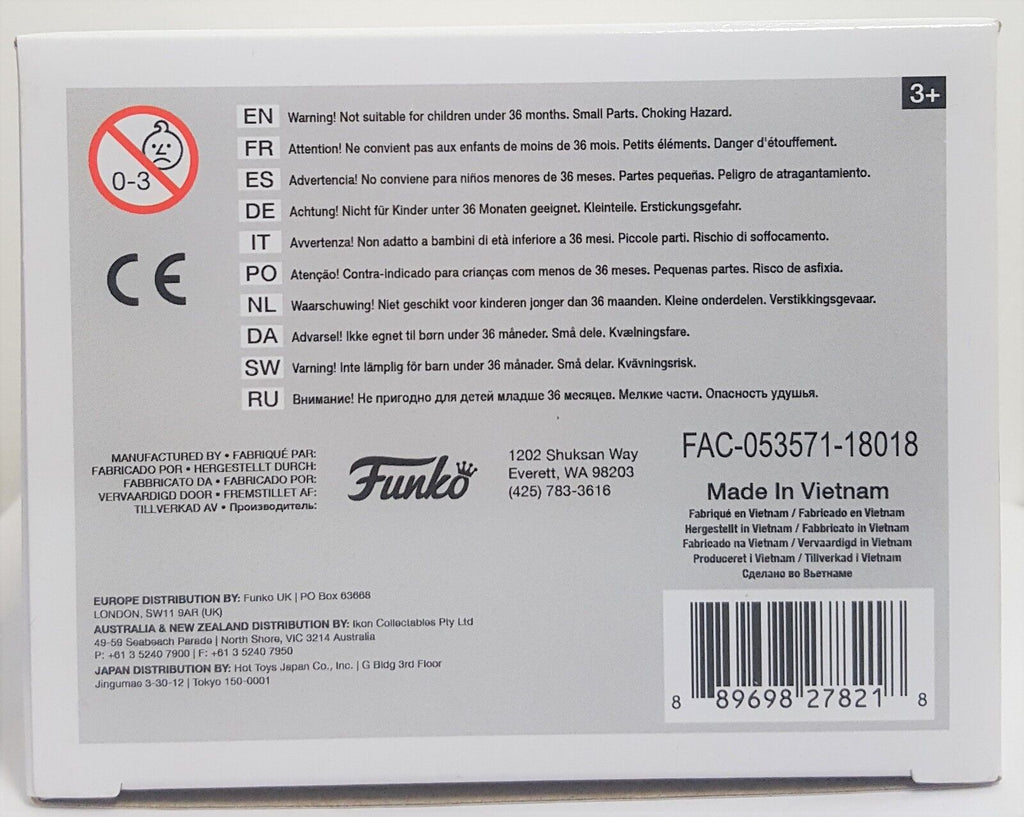 3+
0-3
CE
EN Warning! Not suitable for children under 36 months. Small Parts. Choking Hazard.
FR Attention! Ne convient pas aux enfants de moins de 36 mois. Petits éléments. Danger d'étouffement.
ES Advertencia! No conviene para niños menores de 36 meses. Partes pequeñas. Peligro de atragantamiento.
DE Achtung! Nicht für Kinder unter 36 Monaten geeignet. Kleinteile. Erstickungsgefahr.
IT Avvertenza! Non adatto a bambini di età inferiore a 36 mesi. Piccole parti. Rischio di soffocamento.
PO Atenção! Contra-indicado para crianças com menos de 36 meses. Pequenas partes. Risco de asfixia.
NL Waarschuwing! Niet geschikt voor kinderen jonger dan 36 maanden. Kleine onderdelen. Verstikkingsgevaar.
DA Advarsel! Ikke egnet til børn under 36 måneder. Små dele. Kvælningsfare.
SW Varning! Inte lämplig för barn under 36 månader. Små delar. Kvävningsrisk.
RU Внимание! Не пригодно для детей младше 36 месяцев. Мелкие части. Опасность удушья.
MANUFACTURED BY • FABRIQUÉ PAR:
FABRICADO POR • HERGESTELLT DURCH:
FABBRICATO DA • FABRICADO POR:
VERVAARDIGD DOOR • FREMSTILLET AF:
TILLVERKAD AV • Производитель:
Funko
1202 Shuksan Way
Everett, WA 98203
(425) 783-3616
FAC-053571-18018
Made In Vietnam
Fabriqué en Vietnam / Fabricado en Vietnam
Hergestellt in Vietnam / Fabbricato in Vietnam
Fabricado na Vietnam / Vervaardigd in Vietnam
Produceret i Vietnam / Tillverkad i Vietnam
Сделано во Вьетнаме
EUROPE DISTRIBUTION BY: Funko UK | PO Box 63668
LONDON, SW11 9AR (UK)
AUSTRALIA & NEW ZEALAND DISTRIBUTION BY: Ikon Collectables Pty Ltd
49-59 Seabeach Parade | North Shore, VIC 3214 Australia
P: +61 3 5240 7900 | F: +61 3 5240 7950
JAPAN DISTRIBUTION BY: Hot Toys Japan Co., Inc. | G Bldg 3rd Floor
Jingumae 3-30-12 | Tokyo 150-0001
8 89698 27821 8